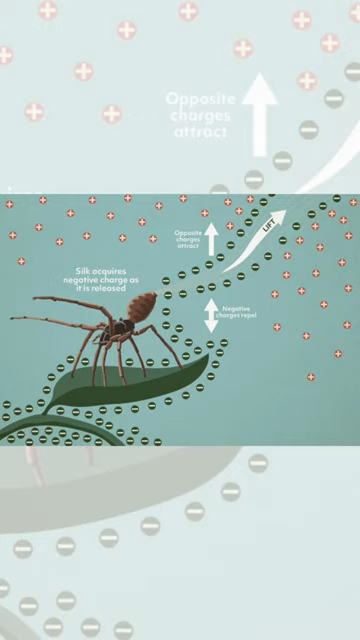 Opposite
charges
attract
Opposite
charges
attract
LIFT
Silk acquires
negative charge as
it is released
Negative
charges repel